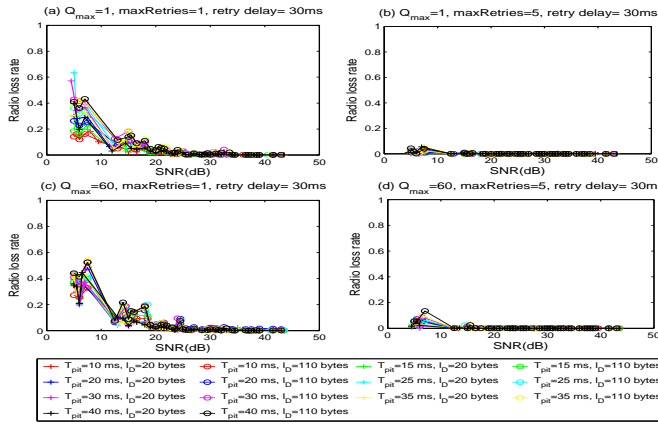 (a) Q_max=1, maxRetries=1, retry delay= 30ms
Radio loss rate
1
0.8
0.6
0.4
0.2
0
0 10 20 30 40 50
SNR(dB)
(b) Q_max=1, maxRetries=5, retry delay= 30ms
Radio loss rate
1
0.8
0.6
0.4
0.2
0
0 10 20 30 40 50
SNR(dB)
(c) Q_max=60, maxRetries=1, retry delay= 30ms
Radio loss rate
1
0.8
0.6
0.4
0.2
0
0 10 20 30 40 50
SNR(dB)
(d) Q_max=60, maxRetries=5, retry delay= 30ms
Radio loss rate
1
0.8
0.6
0.4
0.2
0
0 10 20 30 40 50
SNR(dB)
T_pit=10 ms, l_D=20 bytes T_pit=10 ms, l_D=110 bytes T_pit=15 ms, l_D=20 bytes T_pit=15 ms, l_D=110 bytes
T_pit=20 ms, l_D=20 bytes T_pit=20 ms, l_D=110 bytes T_pit=25 ms, l_D=20 bytes T_pit=25 ms, l_D=110 bytes
T_pit=30 ms, l_D=20 bytes T_pit=30 ms, l_D=110 bytes T_pit=35 ms, l_D=20 bytes T_pit=35 ms, l_D=110 bytes
T_pit=40 ms, l_D=20 bytes T_pit=40 ms, l_D=110 bytes